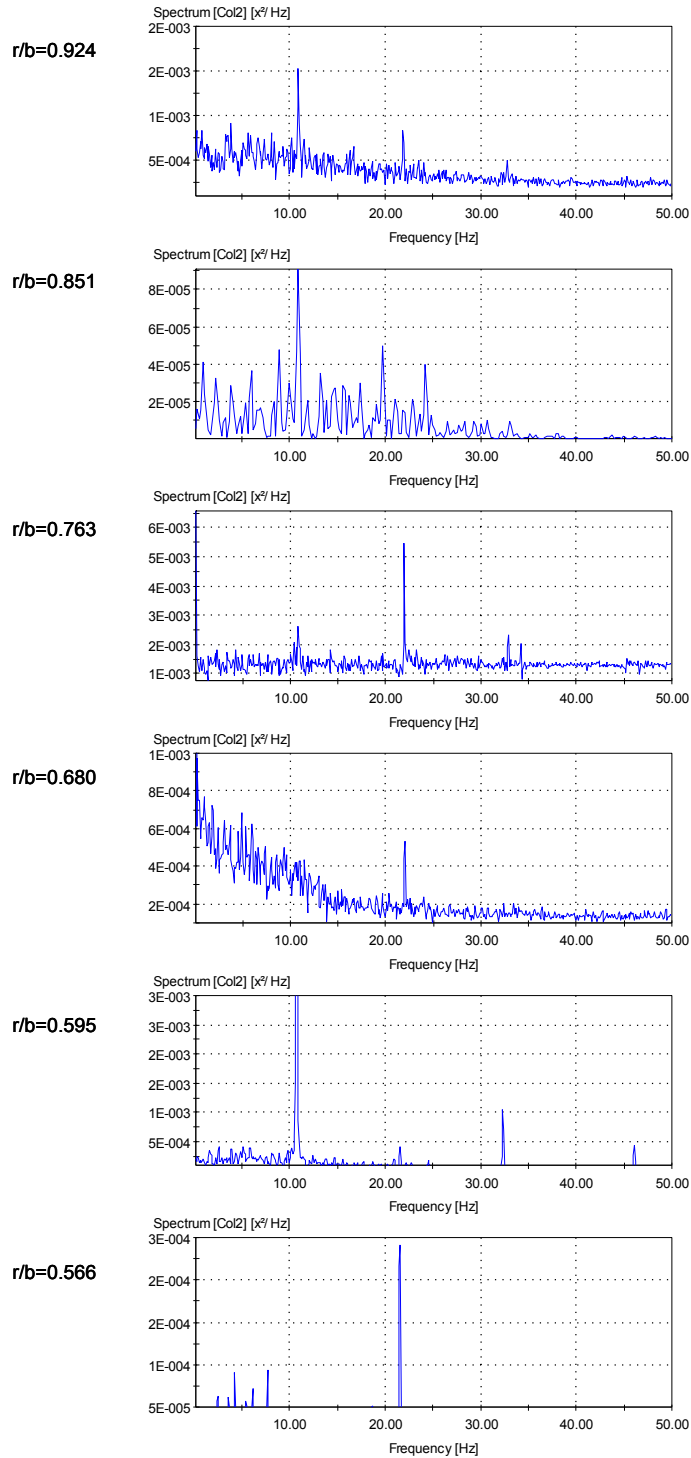 Spectrum [Col2] [x²/ Hz]
r/b=0.924
2E-003
2E-003
1E-003
5E-004
10.00 20.00 30.00 40.00 50.00
Frequency [Hz]
Spectrum [Col2] [x²/ Hz]
r/b=0.851
8E-005
6E-005
4E-005
2E-005
10.00 20.00 30.00 40.00 50.00
Frequency [Hz]
Spectrum [Col2] [x²/ Hz]
r/b=0.763
6E-003
5E-003
4E-003
3E-003
2E-003
1E-003
10.00 20.00 30.00 40.00 50.00
Frequency [Hz]
Spectrum [Col2] [x²/ Hz]
r/b=0.680
1E-003
8E-004
6E-004
4E-004
2E-004
10.00 20.00 30.00 40.00 50.00
Frequency [Hz]
Spectrum [Col2] [x²/ Hz]
r/b=0.595
3E-003
3E-003
2E-003
2E-003
1E-003
5E-004
10.00 20.00 30.00 40.00 50.00
Frequency [Hz]
Spectrum [Col2] [x²/ Hz]
r/b=0.566
3E-004
2E-004
2E-004
1E-004
5E-005
10.00 20.00 30.00 40.00 50.00
Frequency [Hz]